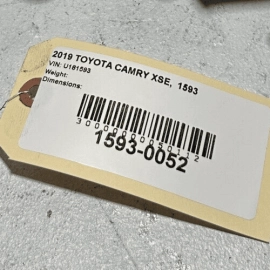 2019 TOYOTA CAMRY XSE, 1593
VIN: U181593
Weight:
Dimensions:
1593-0052